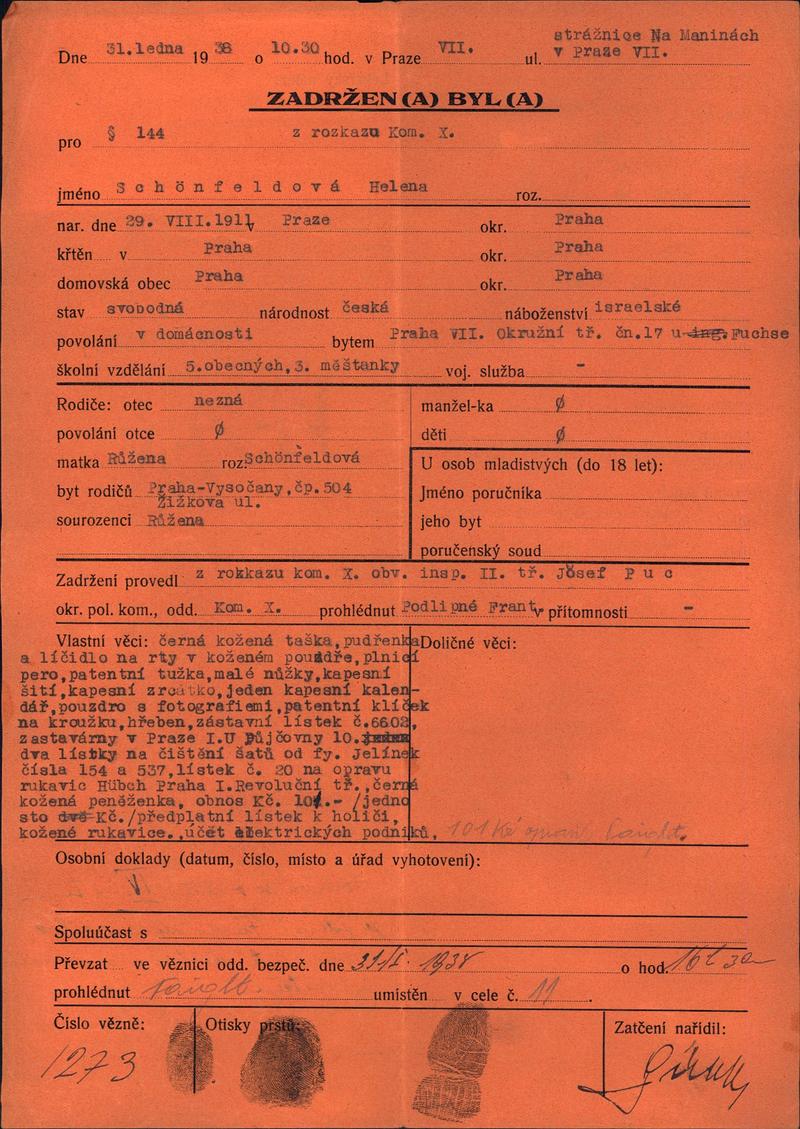 strážnice Na Maninách
Dne 31.ledna 1938 o 10.30 hod. v Praze VII. ul. v Praze VII.
ZADRŽEN(A) BYL(A)
pro § 144 z rozkazu Kom. X.
jméno Schönfeldová Helena roz.
nar. dne 29. VIII.1911 Praze okr. Praha
křtěn v Praha okr. Praha
domovská obec Praha okr. Praha
stav svobodná národnost česká náboženství israelské
povolání v domácnosti bytem Praha VII. Okružní tř. čn.17 u ing. Fuchse
školní vzdělání 5.obecných,3. měšťanky voj. služba -
Rodiče: otec nezná manžel-ka ∅
povolání otce ∅ děti ∅
matka Růžena roz. Schönfeldová U osob mladistvých (do 18 let):
byt rodičů Praha-Vysočany,čp.504 Jméno poručníka
Žižkova ul.
sourozenci Růžena jeho byt
poručenský soud
Zadržení provedl z rokkazu kom. X. obv. insp. II. tř. Josef Puc
okr. pol. kom., odd. Kom. X. prohlédnut Podlipné Frant. v přítomnosti -
Vlastní věci: černá kožená taška,pudřenka Doličné věci:
a líčidlo na rty v koženém pouzdře,plnicí
pero,patentní tužka,malé nůžky,kapesní
šití,kapesní zrcátko,jeden kapesní kalen-
dář,pouzdro s fotografiemi,patentní klíček
na kroužku,hřeben,zástavní lístek č.6602,
zastavárny v Praze I.U Půjčovny 10.
dva lístky na čištění šatů od fy. Jelínek
čísla 154 a 537,lístek č. 20 na opravu
rukavic Hübch Praha I.Revoluční tř.,černá
kožená peněženka, obnos Kč. 101.- /jedno
sto dvě Kč./předplatní lístek k holiči,
kožené rukavice.,účet elektrických podniků, 101 Kč
Osobní doklady (datum, číslo, místo a úřad vyhotovení):
Spoluúčast s
Převzat ve věznici odd. bezpeč. dne 31/I. 1938 o hod. 16 h 30
prohlédnut umístěn v cele č. 11.
Číslo vězně: Otisky prstů: Zatčení nařídil:
1273